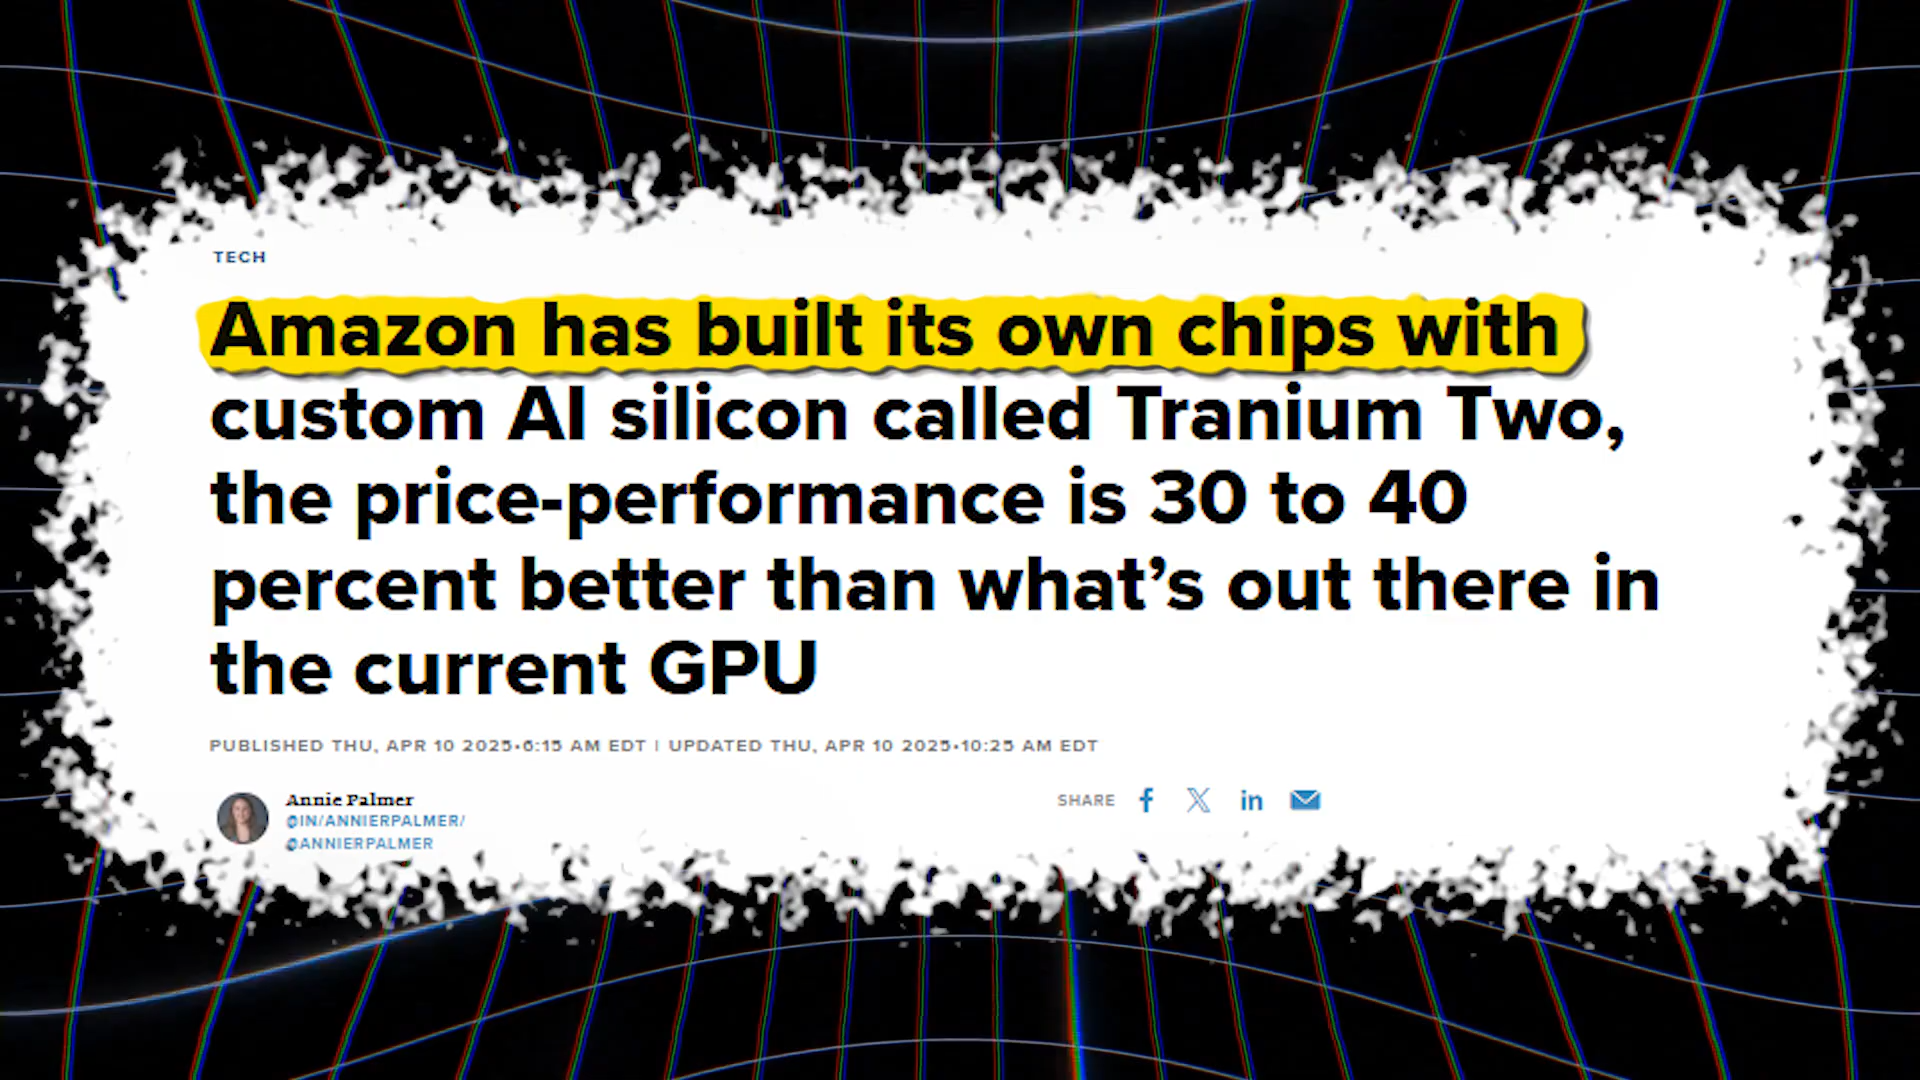 TECH
Amazon has built its own chips with
custom AI silicon called Tranium Two,
the price-performance is 30 to 40
percent better than what’s out there in
the current GPU
PUBLISHED THU, APR 10 2025•6:15 AM EDT | UPDATED THU, APR 10 2025•10:25 AM EDT
Annie Palmer
@IN/ANNIERPALMER/
@ANNIERPALMER
SHARE